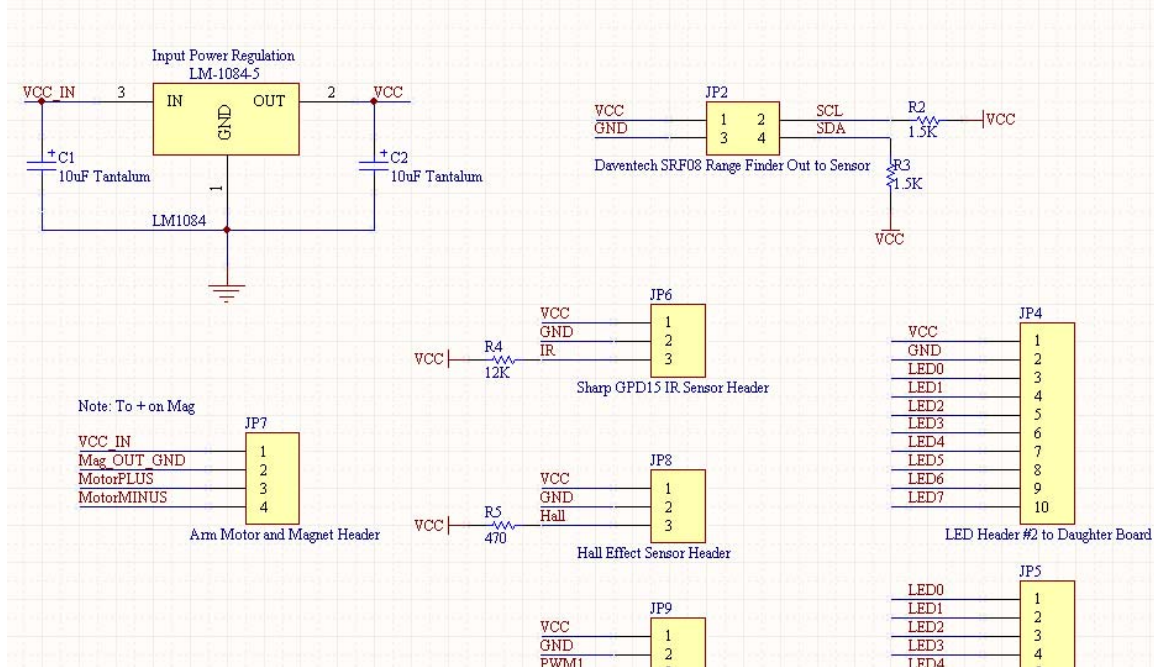 Input Power Regulation
LM-1084-5
VCC_IN
3
IN
OUT
GND
2
VCC
+
C1
10uF Tantalum
+
C2
10uF Tantalum
1
LM1084
JP2
VCC
GND
1 2
3 4
SCL
SDA
R2
1.5K
VCC
Daventech SRF08 Range Finder Out to Sensor
R3
1.5K
VCC
JP6
VCC
GND
IR
1
2
3
VCC
R4
12K
Sharp GPD15 IR Sensor Header
JP4
VCC
GND
LED0
LED1
LED2
LED3
LED4
LED5
LED6
LED7
1
2
3
4
5
6
7
8
9
10
LED Header #2 to Daughter Board
Note: To + on Mag
JP7
VCC_IN
Mag_OUT_GND
MotorPLUS
MotorMINUS
1
2
3
4
Arm Motor and Magnet Header
JP8
VCC
GND
Hall
1
2
3
VCC
R5
470
Hall Effect Sensor Header
JP9
VCC
GND
PWM1
1
2
JP5
LED0
LED1
LED2
LED3
LED4
1
2
3
4